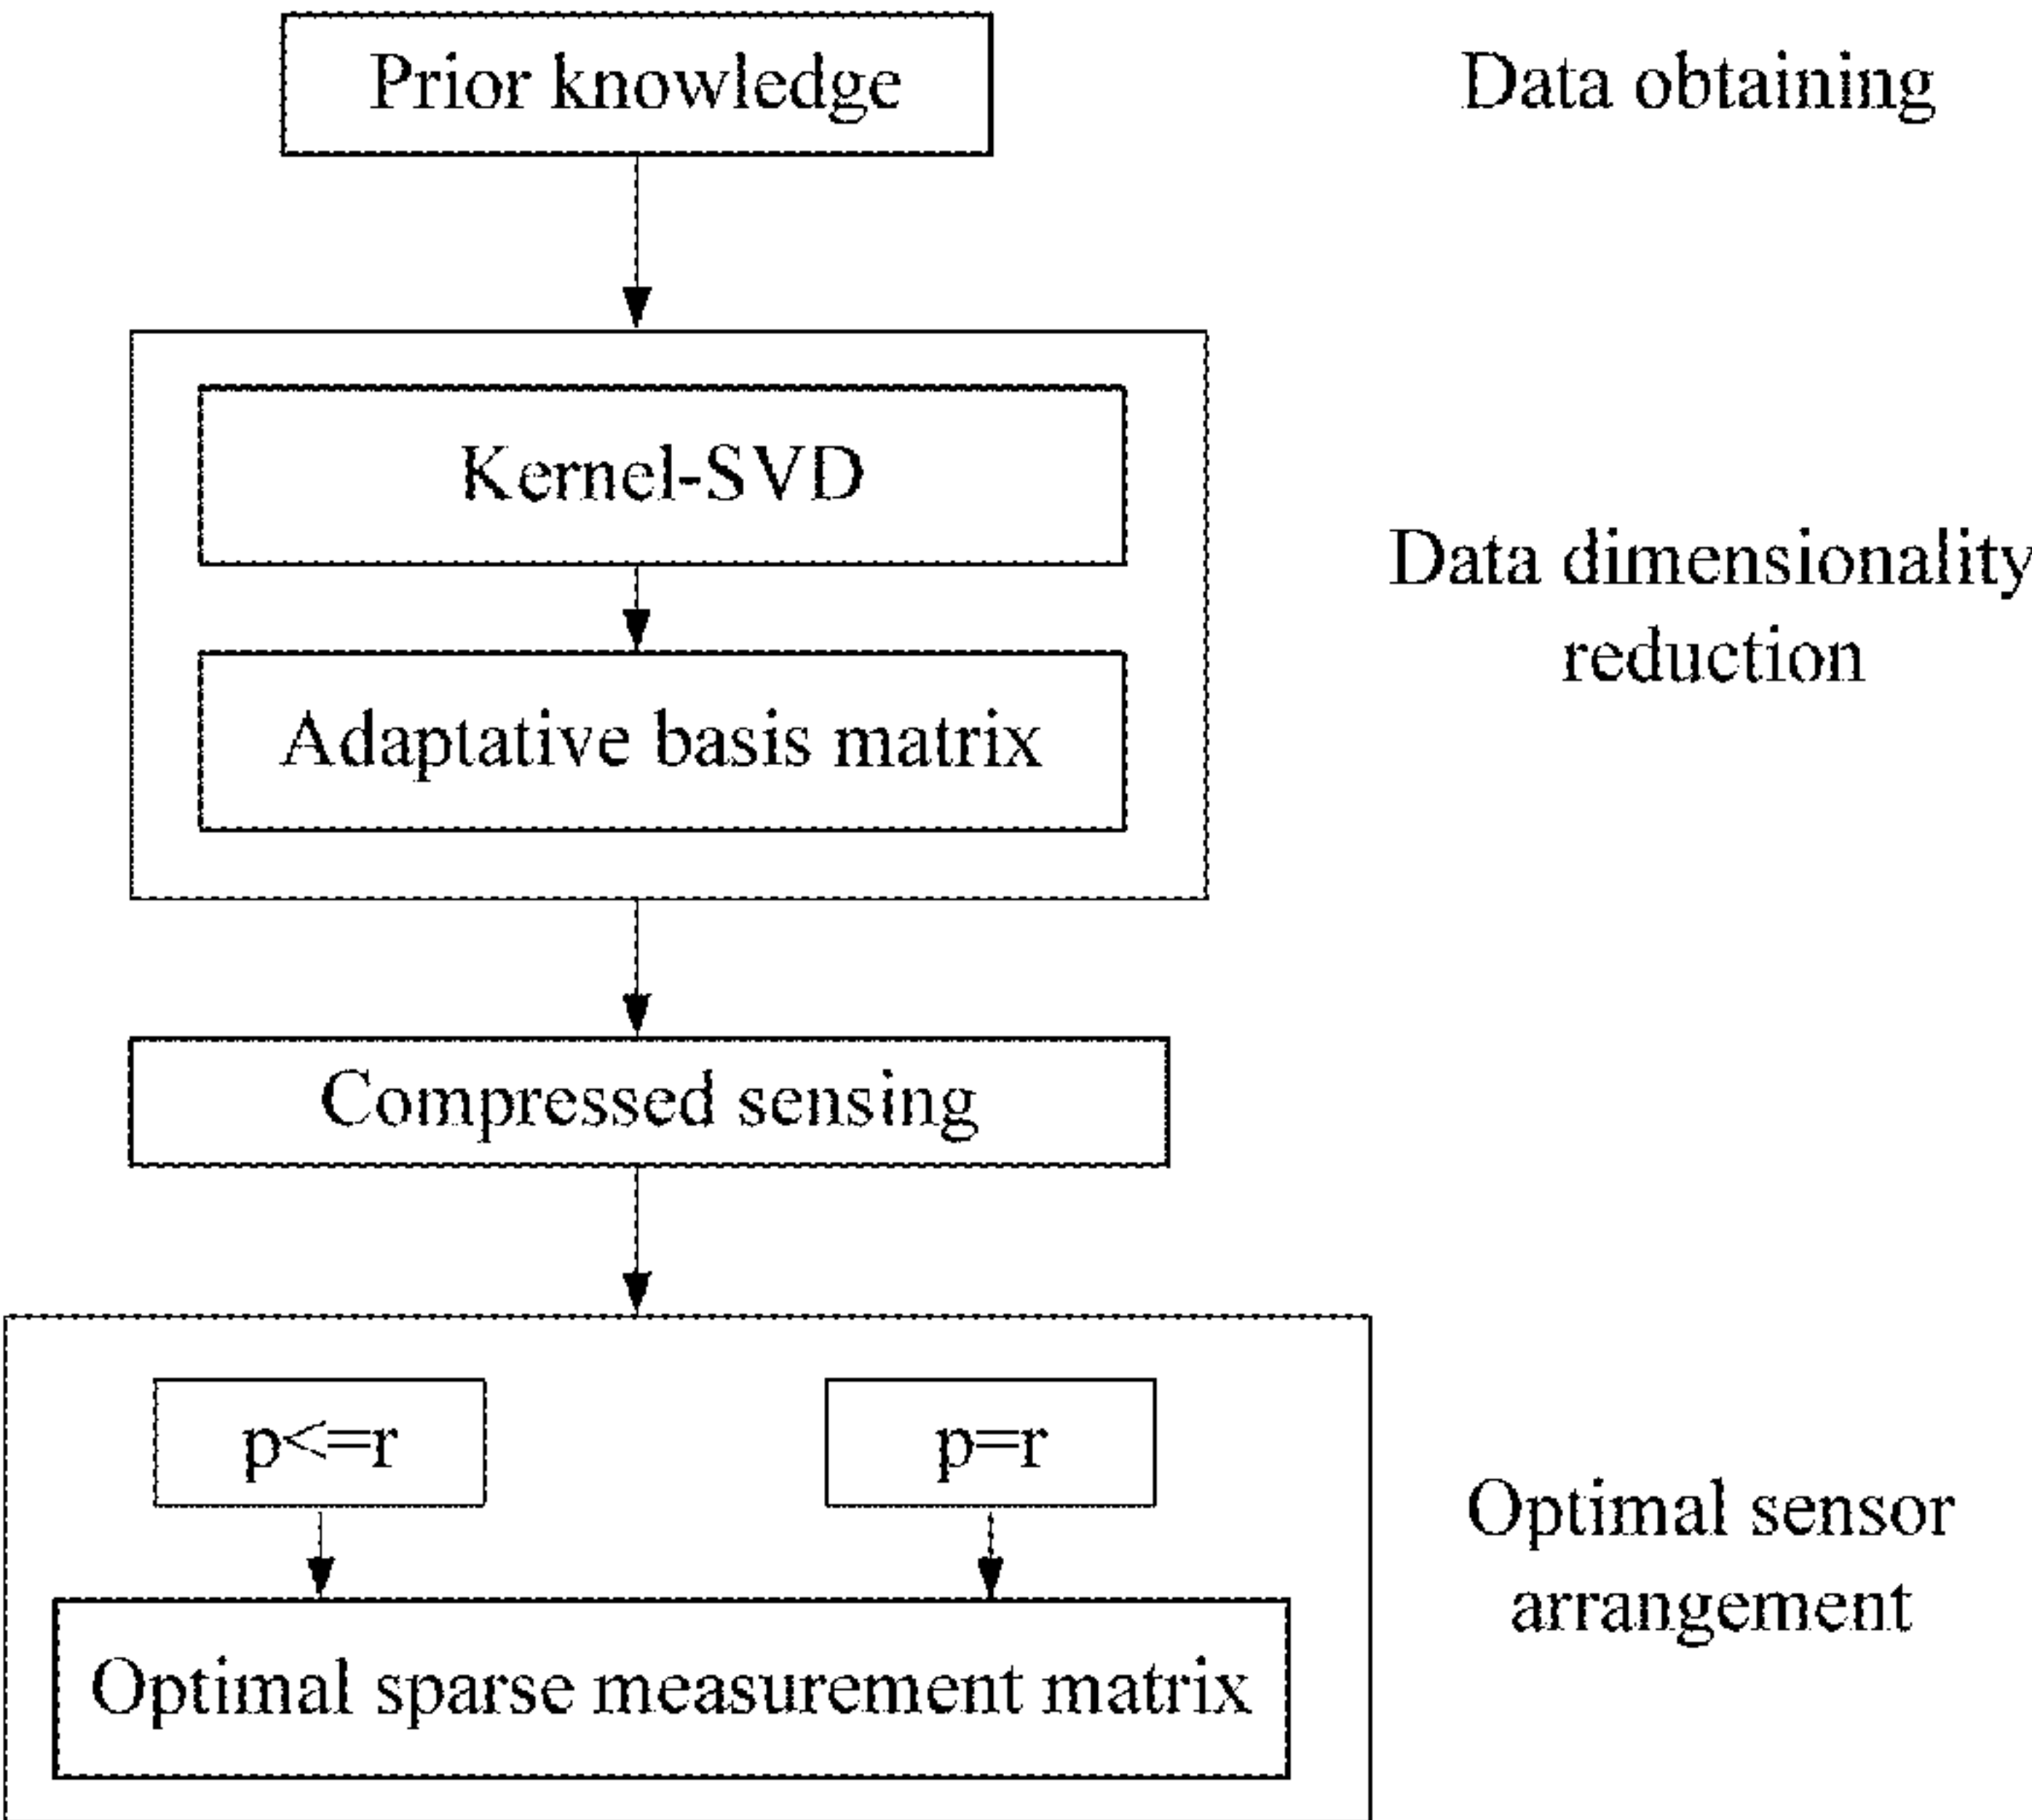 Prior knowledge
Data obtaining
Kernel-SVD
Data dimensionality
reduction
Adaptative basis matrix
Compressed sensing
p<=r
p=r
Optimal sensor
arrangement
Optimal sparse measurement matrix